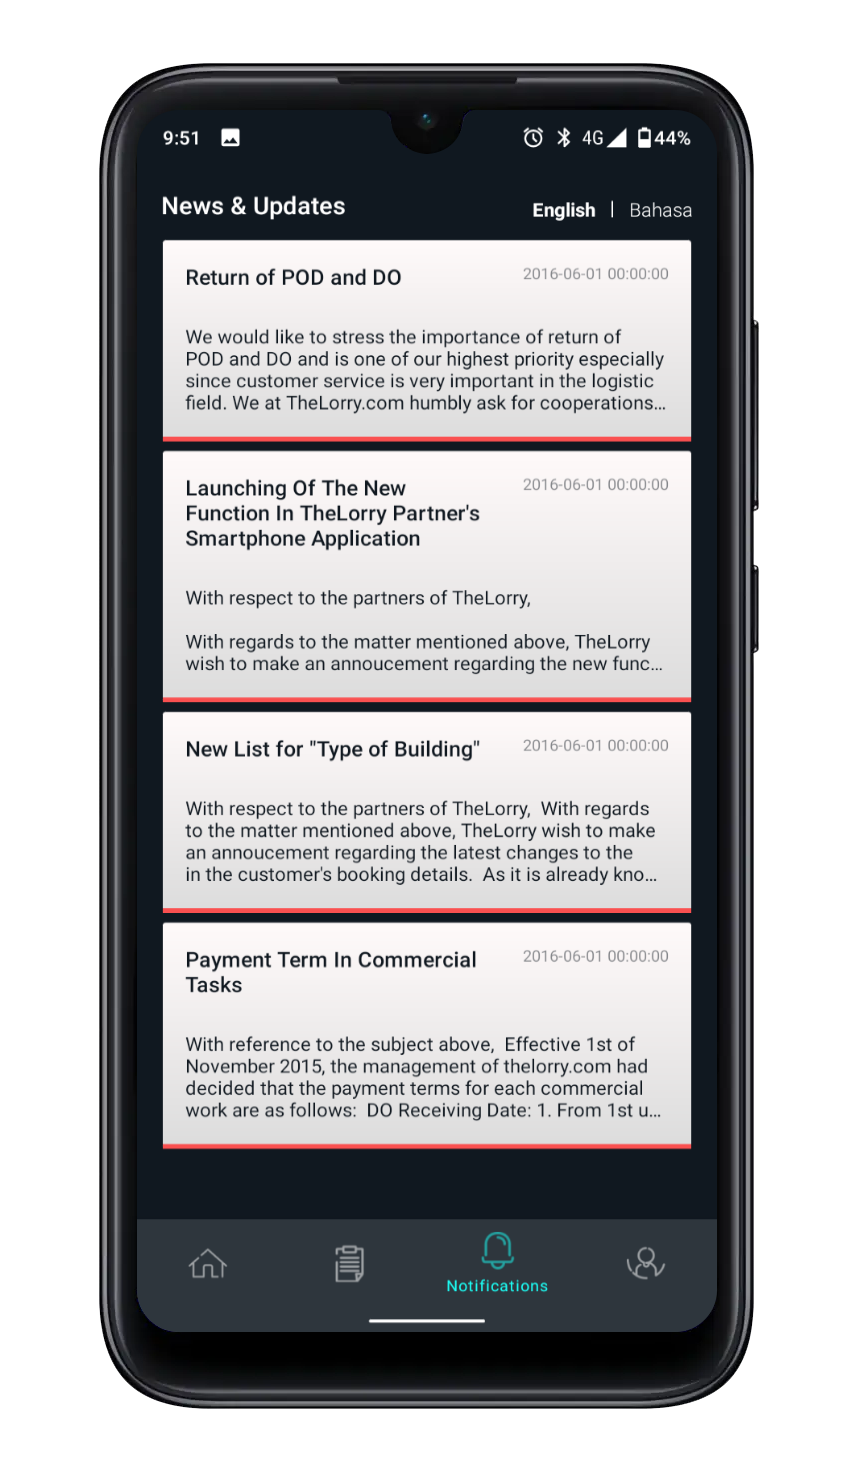 9:51
4G
44%
News & Updates
English | Bahasa
Return of POD and DO
2016-06-01 00:00:00
We would like to stress the importance of return of
POD and DO and is one of our highest priority especially
since customer service is very important in the logistic
field. We at TheLorry.com humbly ask for cooperations...
Launching Of The New
Function In TheLorry Partner's
Smartphone Application
2016-06-01 00:00:00
With respect to the partners of TheLorry,
With regards to the matter mentioned above, TheLorry
wish to make an annoucement regarding the new func...
New List for "Type of Building"
2016-06-01 00:00:00
With respect to the partners of TheLorry,  With regards
to the matter mentioned above, TheLorry wish to make
an annoucement regarding the latest changes to the
in the customer's booking details.  As it is already kno...
Payment Term In Commercial
Tasks
2016-06-01 00:00:00
With reference to the subject above,  Effective 1st of
November 2015, the management of thelorry.com had
decided that the payment terms for each commercial
work are as follows:  DO Receiving Date: 1. From 1st u...
Notifications